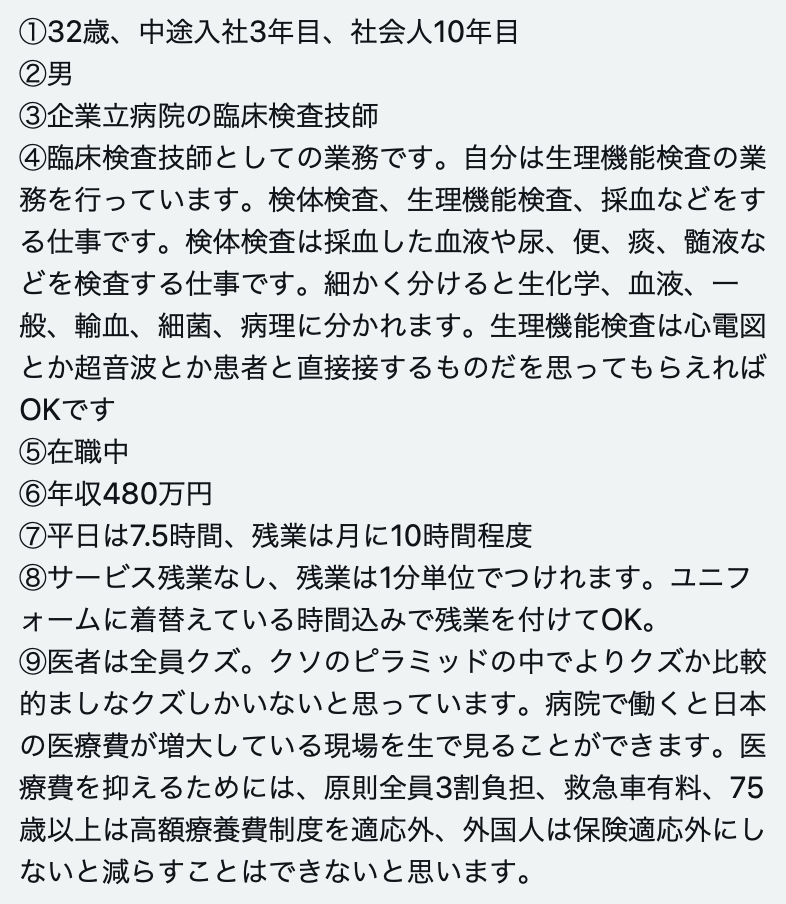 ①32歳、中途入社3年目、社会人10年目
②男
③企業立病院の臨床検査技師
④臨床検査技師としての業務です。自分は生理機能検査の業
務を行っています。検体検査、生理機能検査、採血などをす
る仕事です。検体検査は採血した血液や尿、便、痰、髄液な
どを検査する仕事です。細かく分けると生化学、血液、一
般、輸血、細菌、病理に分かれます。生理機能検査は心電図
とか超音波とか患者と直接接するものだを思ってもらえれば
OKです
⑤在職中
⑥年収480万円
⑦平日は7.5時間、残業は月に10時間程度
⑧サービス残業なし、残業は1分単位でつけれます。ユニフ
ォームに着替えている時間込みで残業を付けてOK。
⑨医者は全員クズ。クソのピラミッドの中でよりクズか比較
的ましなクズしかいないと思っています。病院で働くと日本
の医療費が増大している現場を生で見ることができます。医
療費を抑えるためには、原則全員3割負担、救急車有料、75
歳以上は高額療養費制度を適応外、外国人は保険適応外にし
ないと減らすことはできないと思います。